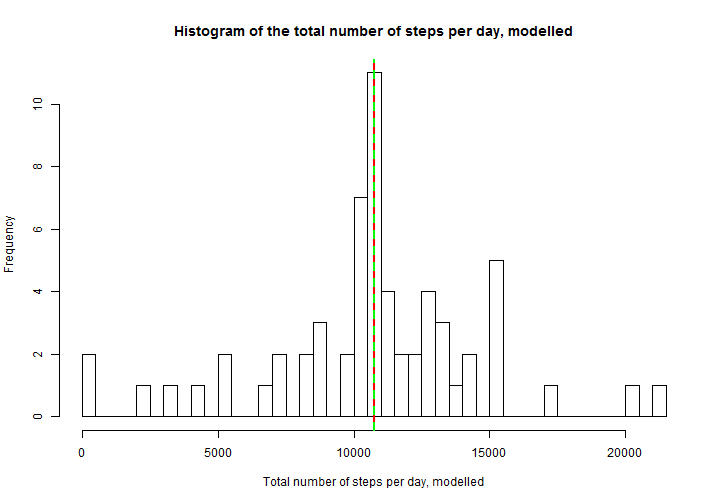 Histogram of the total number of steps per day, modelled
Frequency
10
8
6
4
2
0
0 5000 10000 15000 20000
Total number of steps per day, modelled